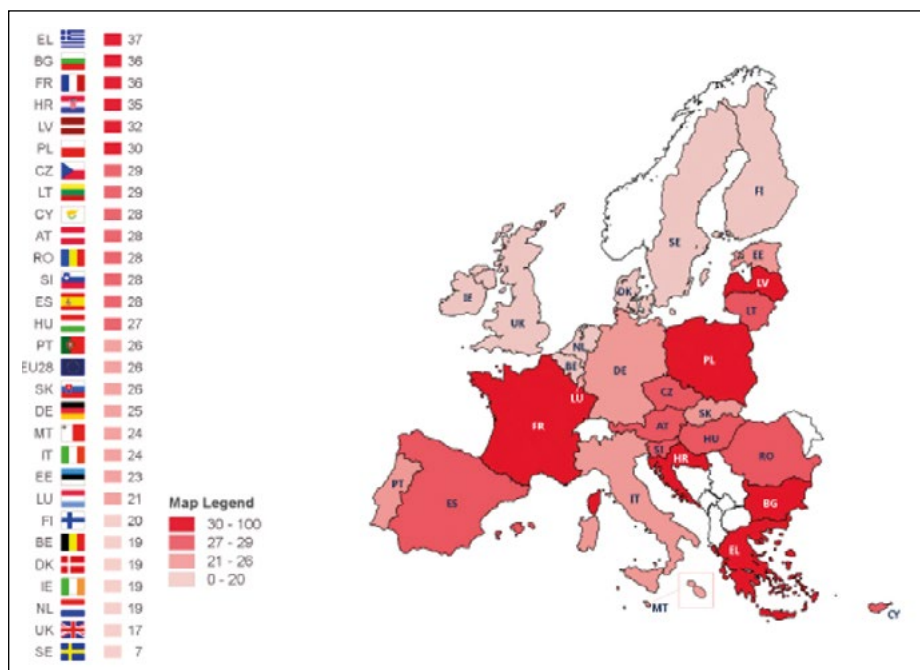 EL 37
BG 36
FR 36
HR 35
LV 32
PL 30
CZ 29
LT 29
CY 28
AT 28
RO 28
SI 28
ES 28
HU 27
PT 26
EU28 26
SK 26
DE 25
MT 24
IT 24
EE 23
LU 21
FI 20
BE 19
DK 19
IE 19
NL 19
UK 17
SE 7
Map Legend
30 - 100
27 - 29
21 - 26
0 - 20
FI
SE
EE
LV
DK
LT
IE
UK
NL
PL
BE
DE
LU
CZ
SK
FR
AT
HU
SI
HR
RO
PT
ES
IT
BG
EL
MT
CY